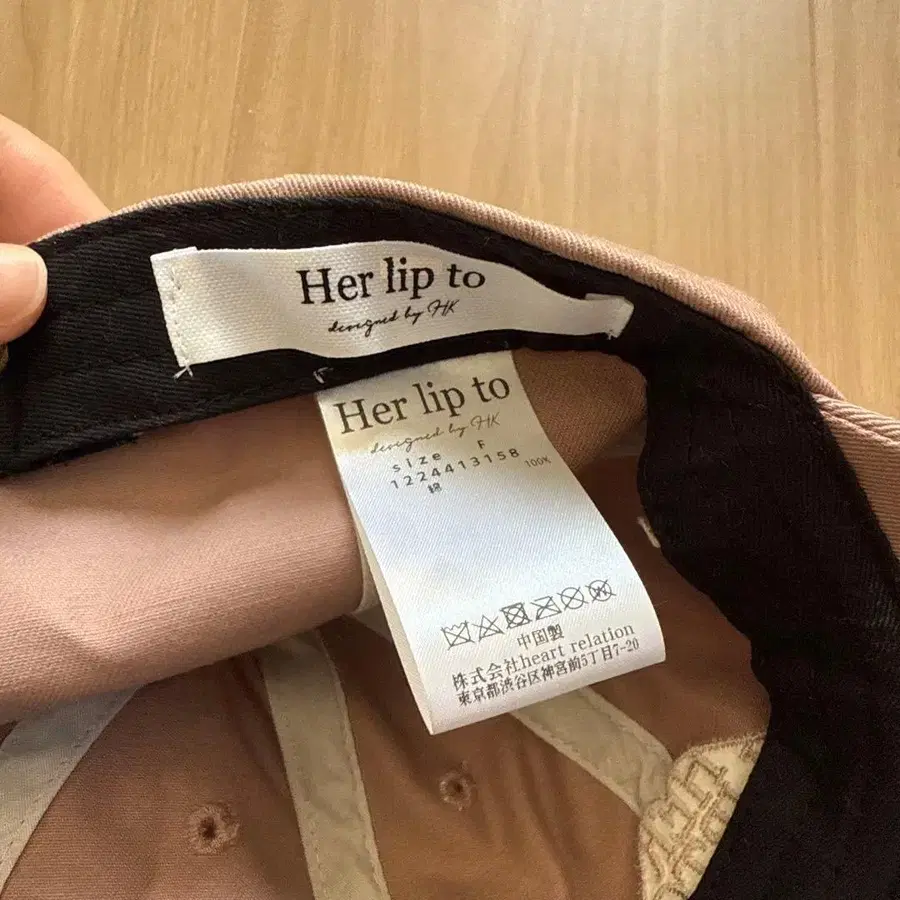 Her lip to
designed by HK
Her lip to
designed by HK
size F
1224413158
綿 100%
中国製
株式会社heart relation
東京都渋谷区神宮前5丁目7-20